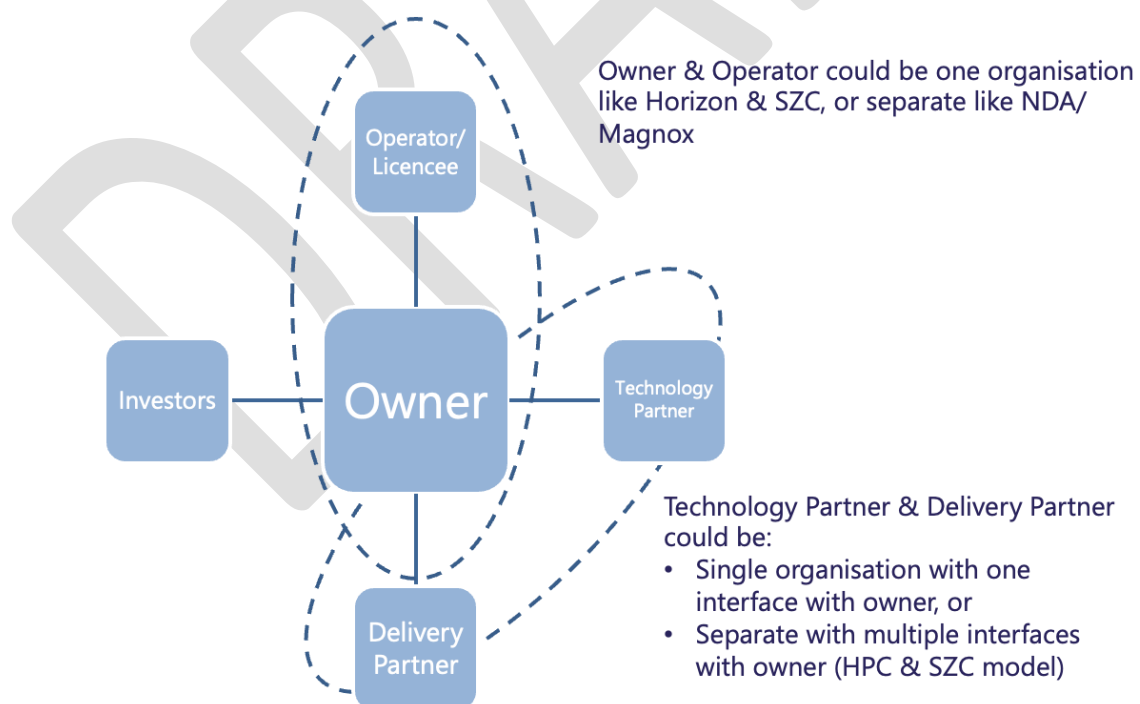 Owner & Operator could be one organisation
like Horizon & SZC, or separate like NDA/
Magnox
Operator/
Licencee
Investors
Owner
Technology
Partner
Delivery
Partner
Technology Partner & Delivery Partner
could be:
• Single organisation with one
interface with owner, or
• Separate with multiple interfaces
with owner (HPC & SZC model)